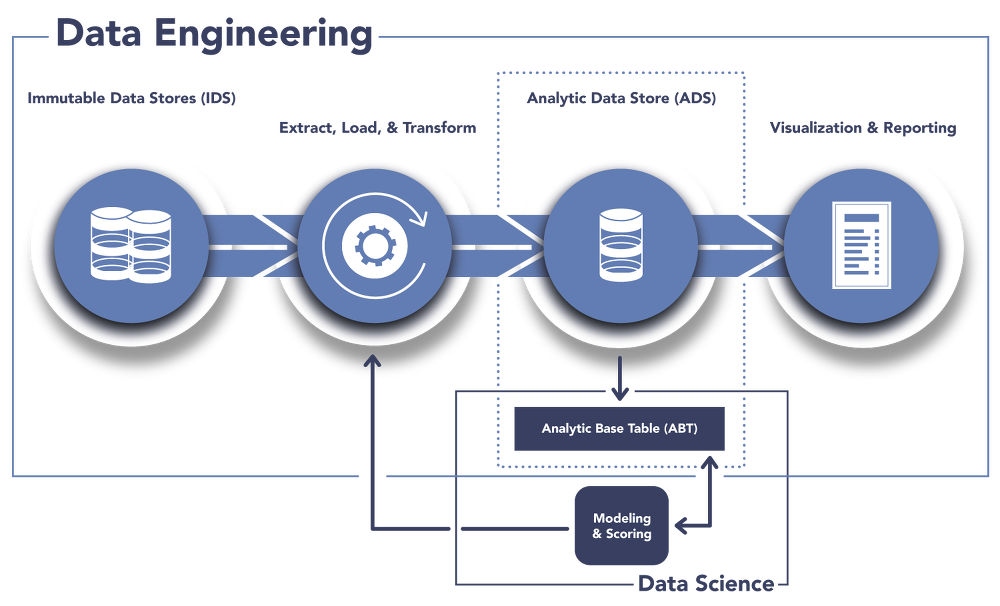 Data Engineering
Immutable Data Stores (IDS)
Analytic Data Store (ADS)
Extract, Load, & Transform
Visualization & Reporting
Analytic Base Table (ABT)
Modeling
& Scoring
Data Science